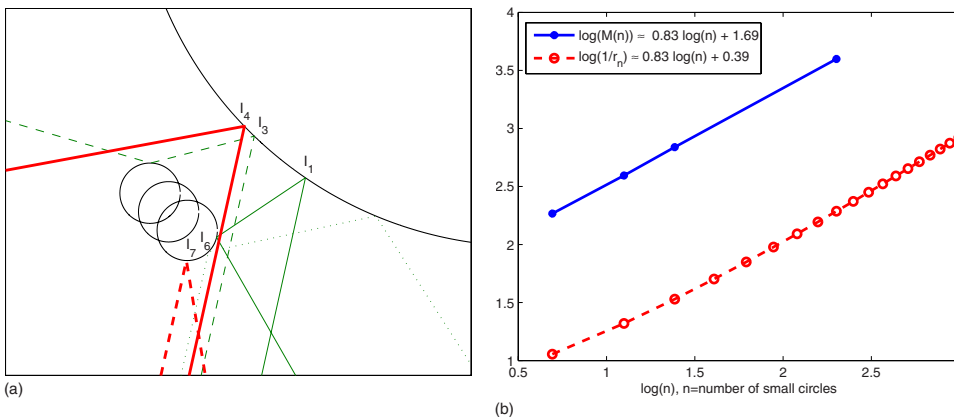 I4
I3
I1
I7 I6
(a)
4
3.5
3
2.5
2
1.5
1
log(M(n)) ≈ 0.83 log(n) + 1.69
log(1/rn) ≈ 0.83 log(n) + 0.39
0.5 1 1.5 2 2.5
log(n), n=number of small circles
(b)